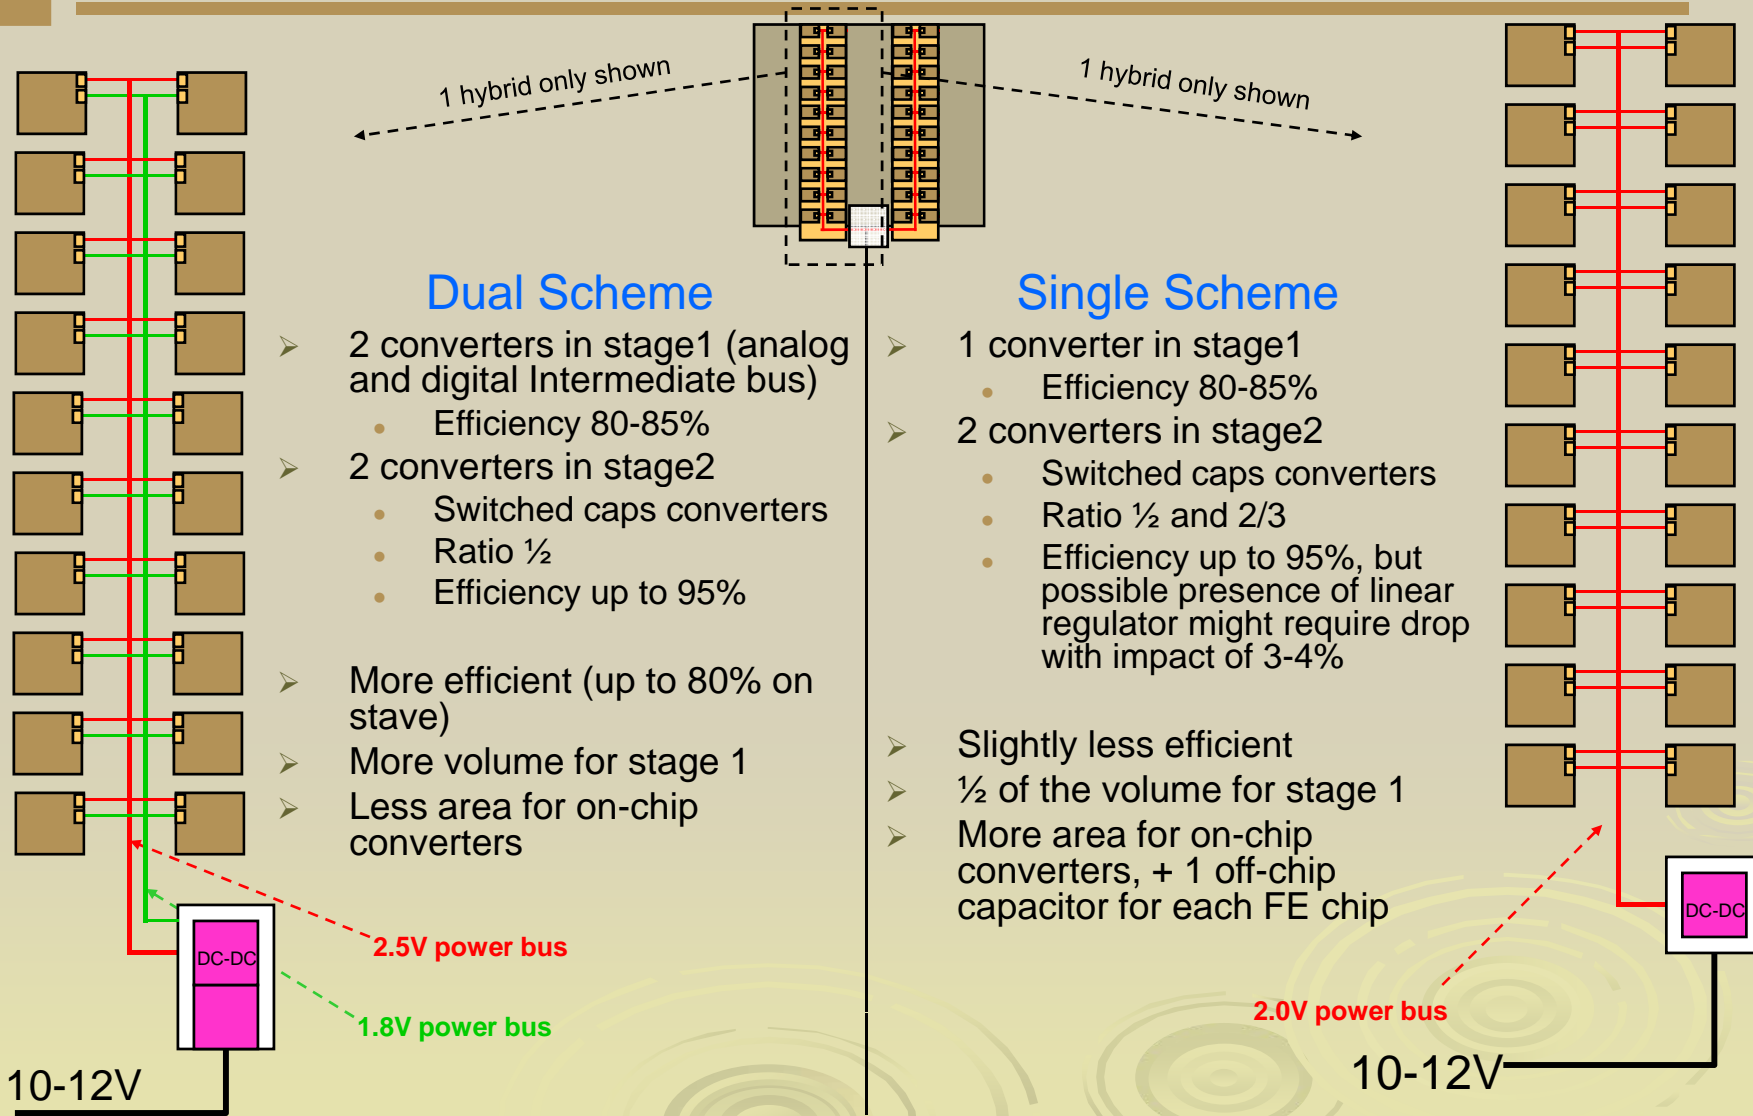 1 hybrid only shown
1 hybrid only shown
Dual Scheme
➢ 2 converters in stage1 (analog
and digital Intermediate bus)
• Efficiency 80-85%
➢ 2 converters in stage2
• Switched caps converters
• Ratio ½
• Efficiency up to 95%
➢ More efficient (up to 80% on
stave)
➢ More volume for stage 1
➢ Less area for on-chip
converters
2.5V power bus
1.8V power bus
DC-DC
10-12V
Single Scheme
➢ 1 converter in stage1
• Efficiency 80-85%
➢ 2 converters in stage2
• Switched caps converters
• Ratio ½ and 2/3
• Efficiency up to 95%, but
possible presence of linear
regulator might require drop
with impact of 3-4%
➢ Slightly less efficient
➢ ½ of the volume for stage 1
➢ More area for on-chip
converters, + 1 off-chip
capacitor for each FE chip
DC-DC
2.0V power bus
10-12V